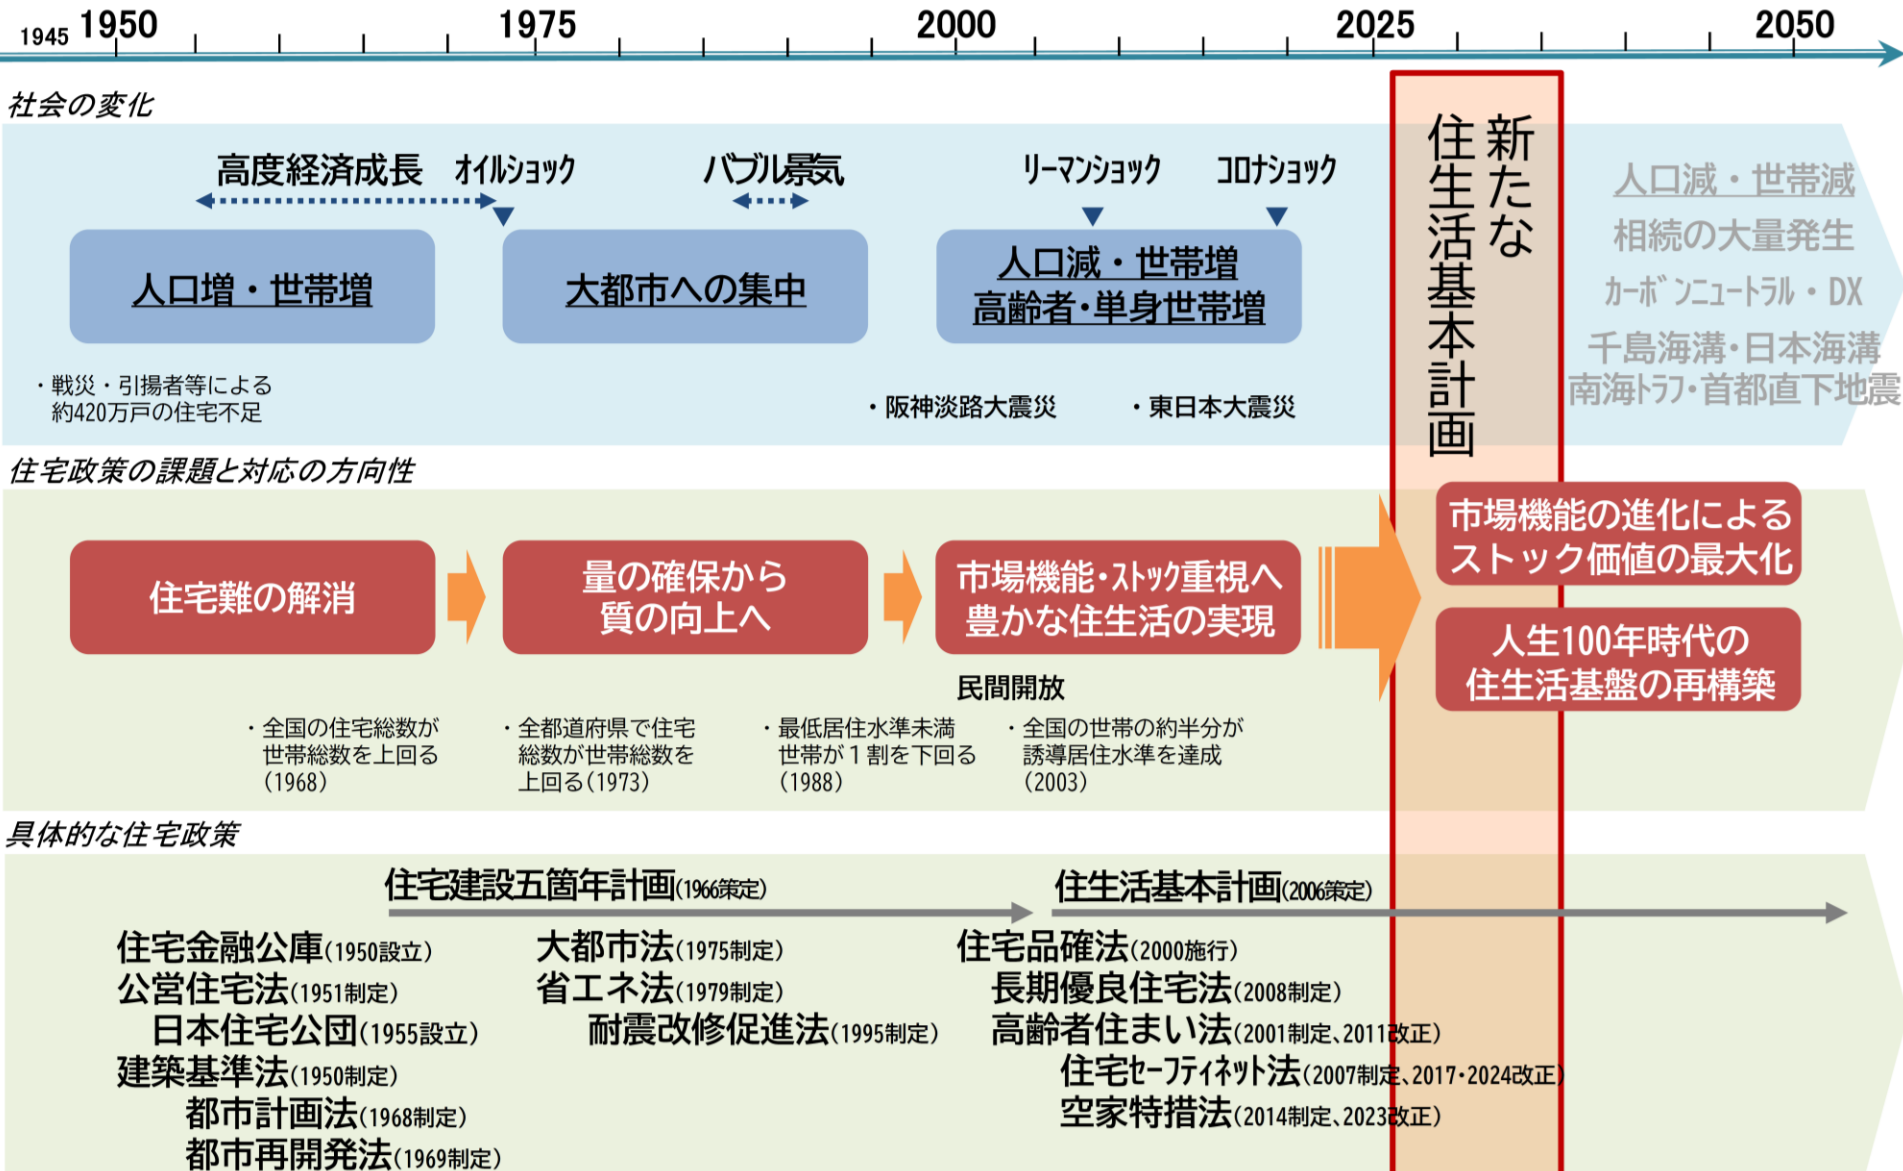 1945 1950 1975 2000 2025 2050
社会の変化
高度経済成長
オイルショック
バブル景気
リーマンショック
コロナショック
人口増・世帯増
大都市への集中
人口減・世帯増
高齢者・単身世帯増
・戦災・引揚者等による
約420万戸の住宅不足
・阪神淡路大震災
・東日本大震災
新たな
住生活基本計画
人口減・世帯減
相続の大量発生
カーボンニュートラル・DX
千島海溝・日本海溝
南海トラフ・首都直下地震
住宅政策の課題と対応の方向性
住宅難の解消
量の確保から
質の向上へ
市場機能・ストック重視へ
豊かな住生活の実現
市場機能の進化による
ストック価値の最大化
人生100年時代の
住生活基盤の再構築
民間開放
・全国の住宅総数が
世帯総数を上回る
(1968)
・全都道府県で住宅
総数が世帯総数を
上回る(1973)
・最低居住水準未満
世帯が1割を下回る
(1988)
・全国の世帯の約半分が
誘導居住水準を達成
(2003)
具体的な住宅政策
住宅建設五箇年計画(1966策定)
住生活基本計画(2006策定)
住宅金融公庫(1950設立)
公営住宅法(1951制定)
日本住宅公団(1955設立)
建築基準法(1950制定)
都市計画法(1968制定)
都市再開発法(1969制定)
大都市法(1975制定)
省エネ法(1979制定)
耐震改修促進法(1995制定)
住宅品確法(2000施行)
長期優良住宅法(2008制定)
高齢者住まい法(2001制定、2011改正)
住宅セーフティネット法(2007制定、2017・2024改正)
空家特措法(2014制定、2023改正)